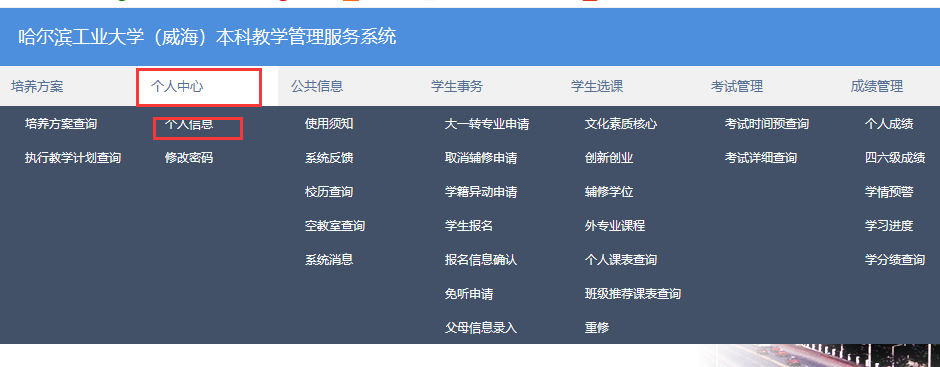 哈尔滨工业大学（威海）本科教学管理服务系统
培养方案 个人中心 公共信息 学生事务 学生选课 考试管理 成绩管理
培养方案查询 个人信息 使用须知 大一转专业申请 文化素质核心 考试时间预查询 个人成绩
执行教学计划查询 修改密码 系统反馈 取消辅修申请 创新创业 考试详细查询 四六级成绩
校历查询 学籍异动申请 辅修学位 学情预警
空教室查询 学生报名 外专业课程 学习进度
系统消息 报名信息确认 个人课表查询 学分绩查询
免听申请 班级推荐课表查询
父母信息录入 重修